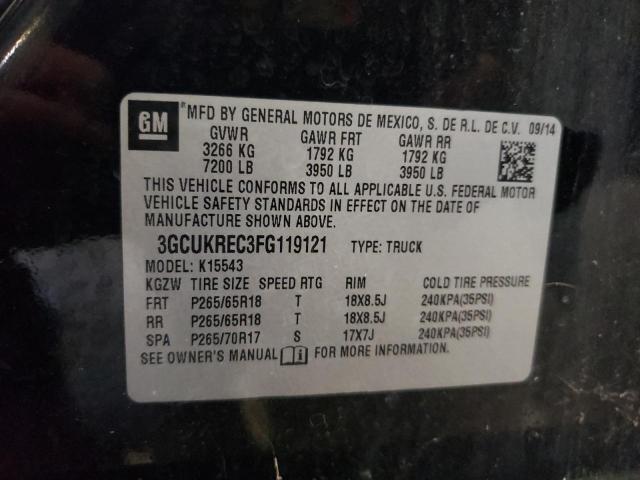 GM
*MFD BY GENERAL MOTORS DE MEXICO, S. DE R.L. DE C.V. 09/14
GVWR GAWR FRT GAWR RR
3266 KG 1792 KG 1792 KG
7200 LB 3950 LB 3950 LB
THIS VEHICLE CONFORMS TO ALL APPLICABLE U.S. FEDERAL MOTOR
VEHICLE SAFETY STANDARDS IN EFFECT ON THE DATE OF
MANUFACTURE SHOWN ABOVE.
3GCUKREC3FG119121 TYPE: TRUCK
MODEL: K15543
KGZW TIRE SIZE SPEED RTG RIM COLD TIRE PRESSURE
FRT P265/65R18 T 18X8.5J 240KPA(35PSI)
RR P265/65R18 T 18X8.5J 240KPA(35PSI)
SPA P265/70R17 S 17X7J 240KPA(35PSI)
SEE OWNER'S MANUAL FOR MORE INFORMATION.